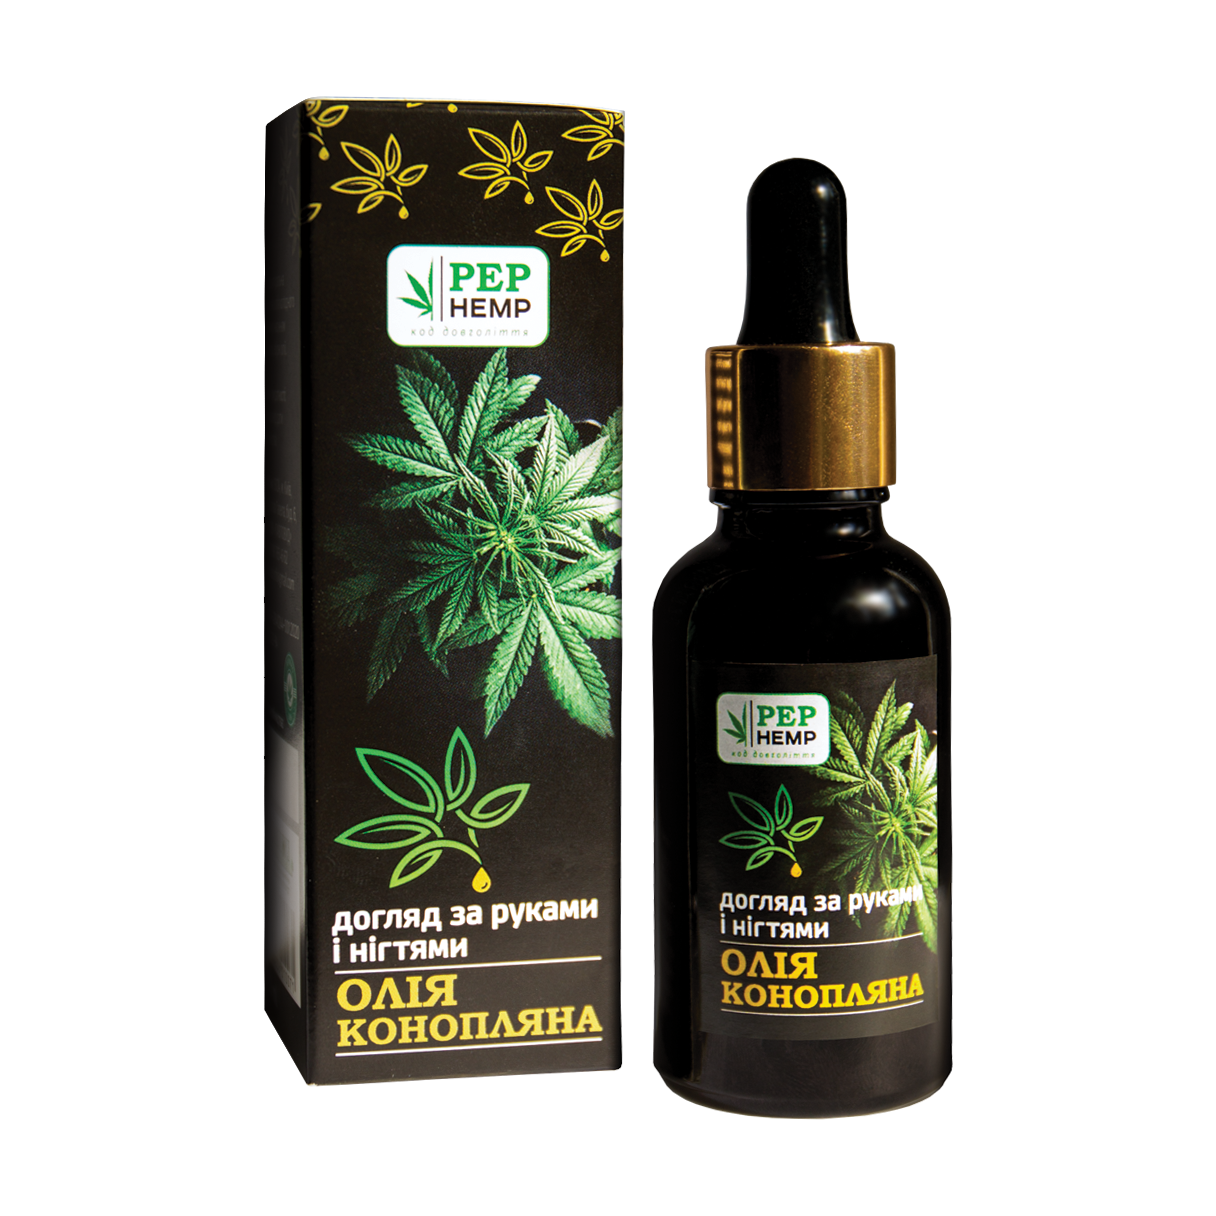 PEP
HEMP
код довголіття
догляд за руками
і нігтями
ОЛІЯ
КОНОПЛЯНА
PEP
HEMP
код довголіття
догляд за руками
і нігтями
ОЛІЯ
КОНОПЛЯНА